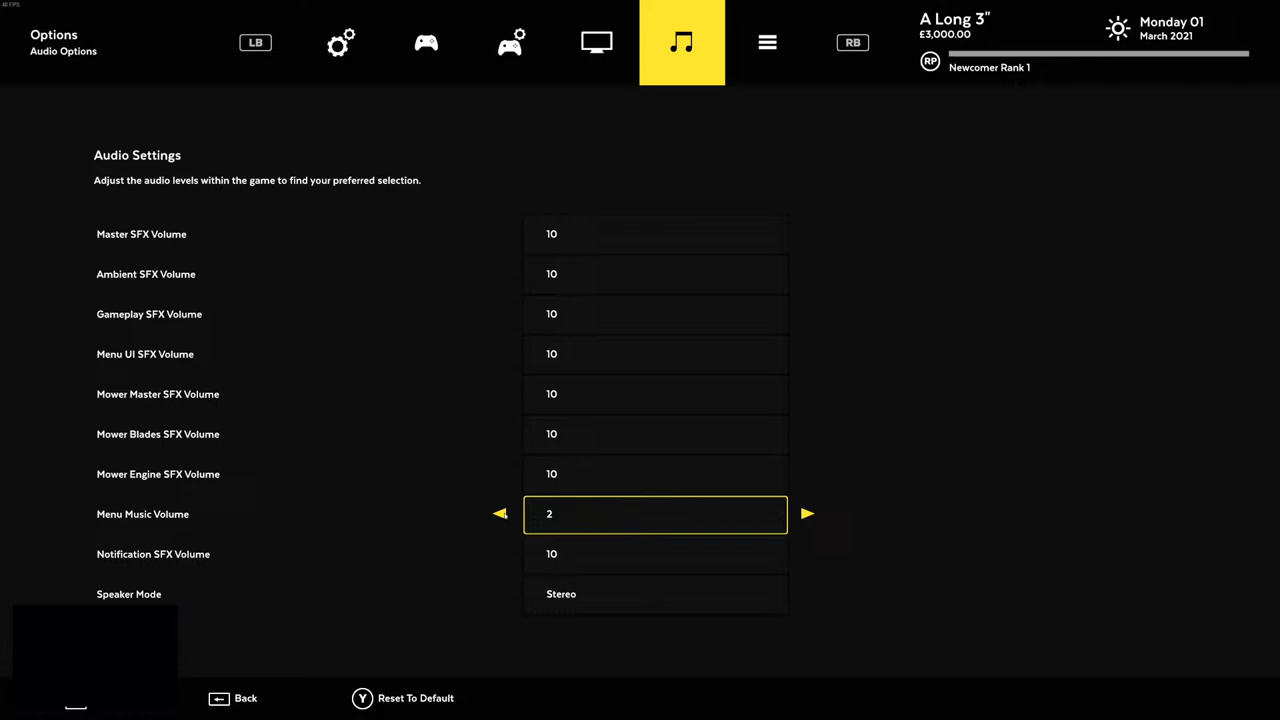 40 FPS
Options
Audio Options
LB
RB
A Long 3"
£3,000.00
RP
Newcomer Rank 1
Monday 01
March 2021
Audio Settings
Adjust the audio levels within the game to find your preferred selection.
Master SFX Volume 10
Ambient SFX Volume 10
Gameplay SFX Volume 10
Menu UI SFX Volume 10
Mower Master SFX Volume 10
Mower Blades SFX Volume 10
Mower Engine SFX Volume 10
Menu Music Volume 2
Notification SFX Volume 10
Speaker Mode Stereo
Back
Y Reset To Default